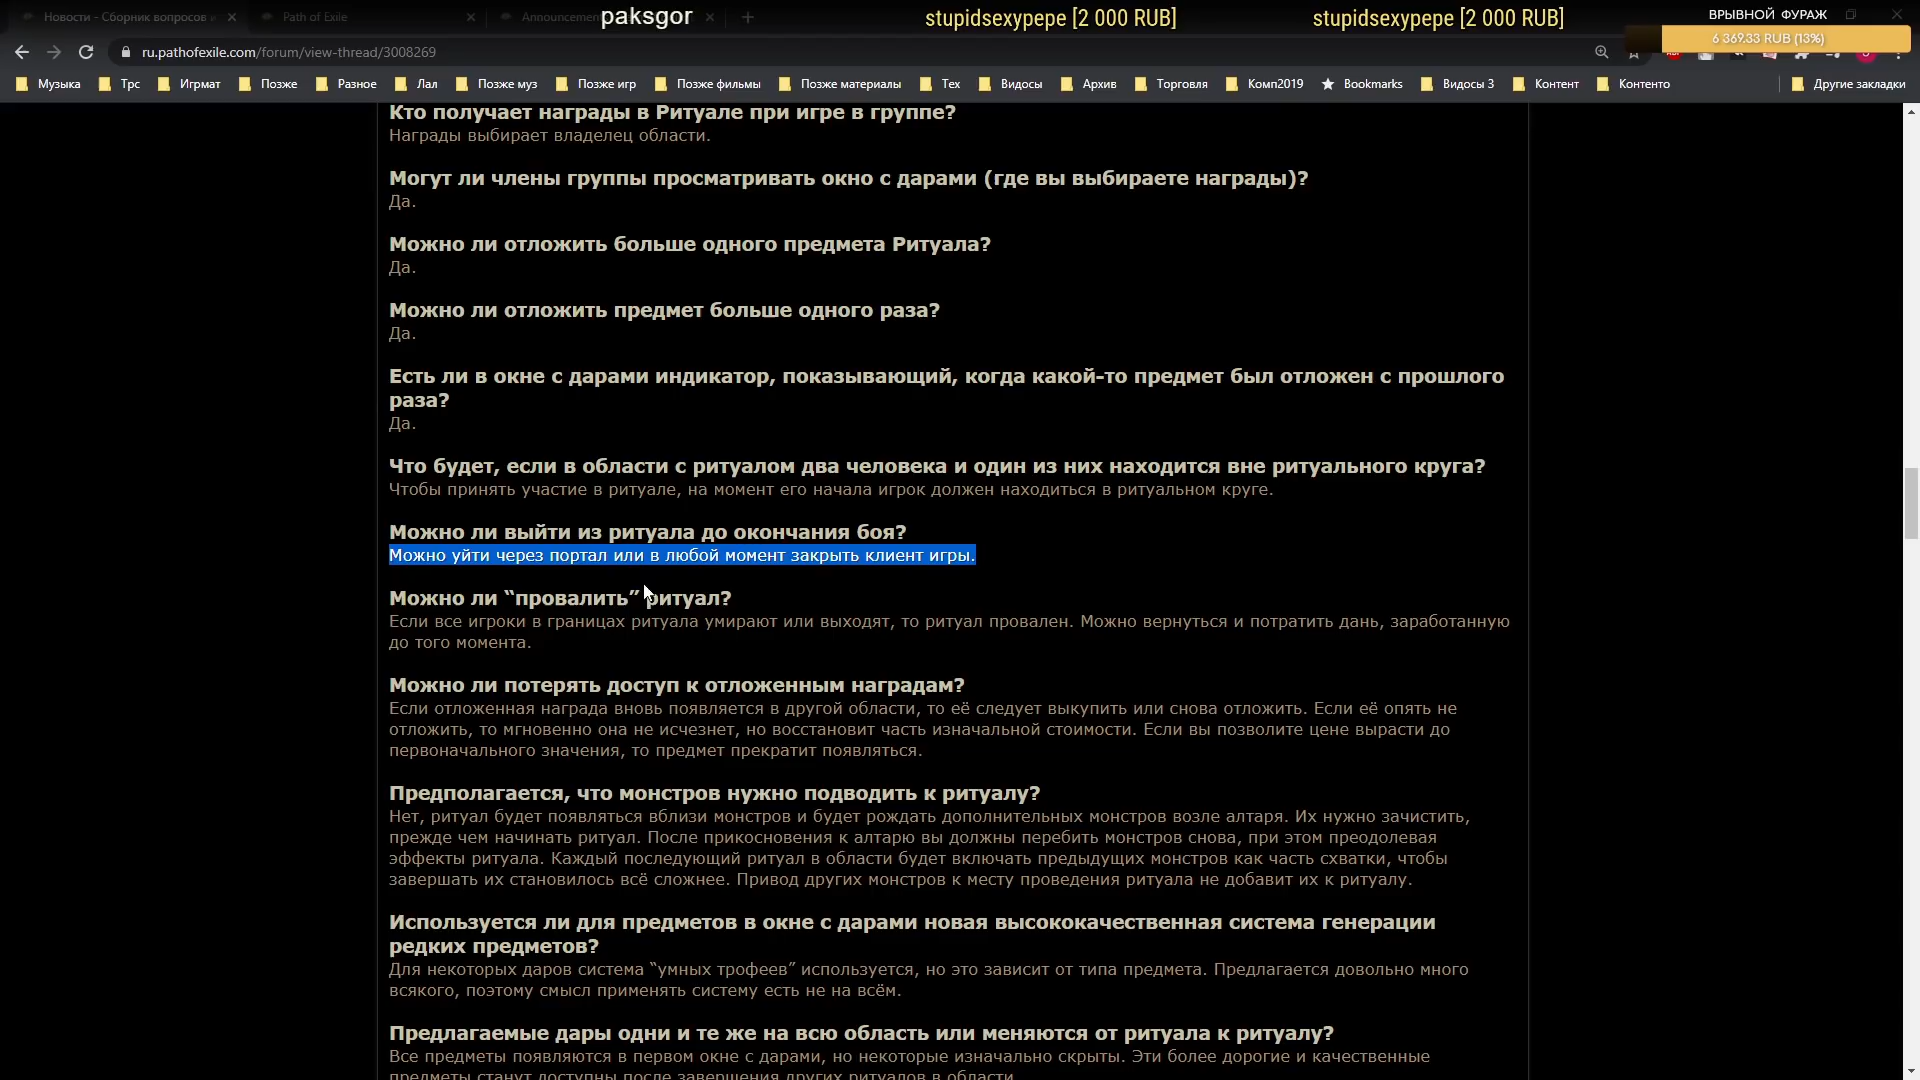 Новости - Сборник вопросов и
Path of Exile
Announcemen
paksgor
stupidsexypepe [2 000 RUB]
stupidsexypepe [2 000 RUB]
ВРЫВНОЙ ФУРАЖ
6 369.33 RUB (13%)
ru.pathofexile.com/forum/view-thread/3008269
Музыка
Трс
Игрмат
Позже
Разное
Лал
Позже муз
Позже игр
Позже фильмы
Позже материалы
Тех
Видосы
Архив
Торговля
Комп2019
Bookmarks
Видосы 3
Контент
Контенто
Другие закладки
Кто получает награды в Ритуале при игре в группе?
Награды выбирает владелец области.
Могут ли члены группы просматривать окно с дарами (где вы выбираете награды)?
Да.
Можно ли отложить больше одного предмета Ритуала?
Да.
Можно ли отложить предмет больше одного раза?
Да.
Есть ли в окне с дарами индикатор, показывающий, когда какой-то предмет был отложен с прошлого
раза?
Да.
Что будет, если в области с ритуалом два человека и один из них находится вне ритуального круга?
Чтобы принять участие в ритуале, на момент его начала игрок должен находиться в ритуальном круге.
Можно ли выйти из ритуала до окончания боя?
Можно уйти через портал или в любой момент закрыть клиент игры.
Можно ли “провалить” ритуал?
Если все игроки в границах ритуала умирают или выходят, то ритуал провален. Можно вернуться и потратить дань, заработанную
до того момента.
Можно ли потерять доступ к отложенным наградам?
Если отложенная награда вновь появляется в другой области, то её следует выкупить или снова отложить. Если её опять не
отложить, то мгновенно она не исчезнет, но восстановит часть изначальной стоимости. Если вы позволите цене вырасти до
первоначального значения, то предмет прекратит появляться.
Предполагается, что монстров нужно подводить к ритуалу?
Нет, ритуал будет появляться вблизи монстров и будет рождать дополнительных монстров возле алтаря. Их нужно зачистить,
прежде чем начинать ритуал. После прикосновения к алтарю вы должны перебить монстров снова, при этом преодолевая
эффекты ритуала. Каждый последующий ритуал в области будет включать предыдущих монстров как часть схватки, чтобы
завершать их становилось всё сложнее. Привод других монстров к месту проведения ритуала не добавит их к ритуалу.
Используется ли для предметов в окне с дарами новая высококачественная система генерации
редких предметов?
Для некоторых даров система “умных трофеев” используется, но это зависит от типа предмета. Предлагается довольно много
всякого, поэтому смысл применять систему есть не на всём.
Предлагаемые дары одни и те же на всю область или меняются от ритуала к ритуалу?
Все предметы появляются в первом окне с дарами, но некоторые изначально скрыты. Эти более дорогие и качественные
предметы станут доступны после завершения других ритуалов в области.